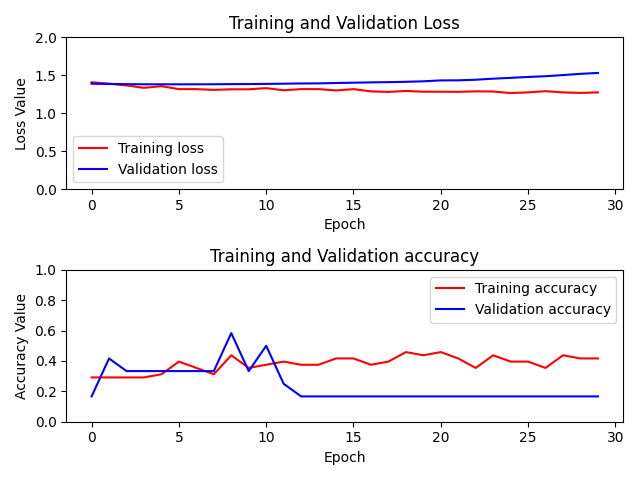 Training and Validation Loss
2.0
1.5
1.0
0.5
0.0
Loss Value
Training loss
Validation loss
0 5 10 15 20 25 30
Epoch
Training and Validation accuracy
1.0
0.8
0.6
0.4
0.2
0.0
Accuracy Value
Training accuracy
Validation accuracy
0 5 10 15 20 25 30
Epoch